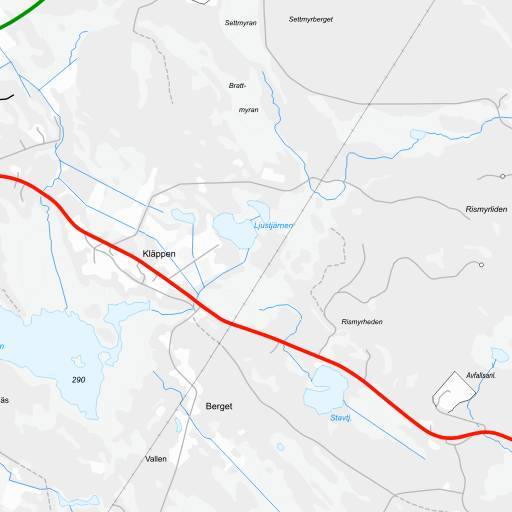 Settmyran
Settmyrberget
Bratt-
myran
Rismyrliden
Ljustjärnen
Kläppen
Rismyrheden
n
290
Avfallsanl.
äs
Berget
Stavtj.
Vallen